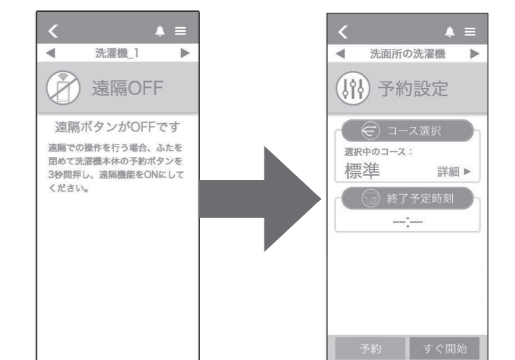 洗濯機_1
遠隔OFF
遠隔ボタンがOFFです
遠隔での操作を行う場合、ふたを
閉めて洗濯機本体の予約ボタンを
3秒間押し、遠隔機能をONにして
ください。
洗面所の洗濯機
予約設定
コース選択
選択中のコース：
標準
詳細
終了予定時刻
--:--
予約
すぐ開始